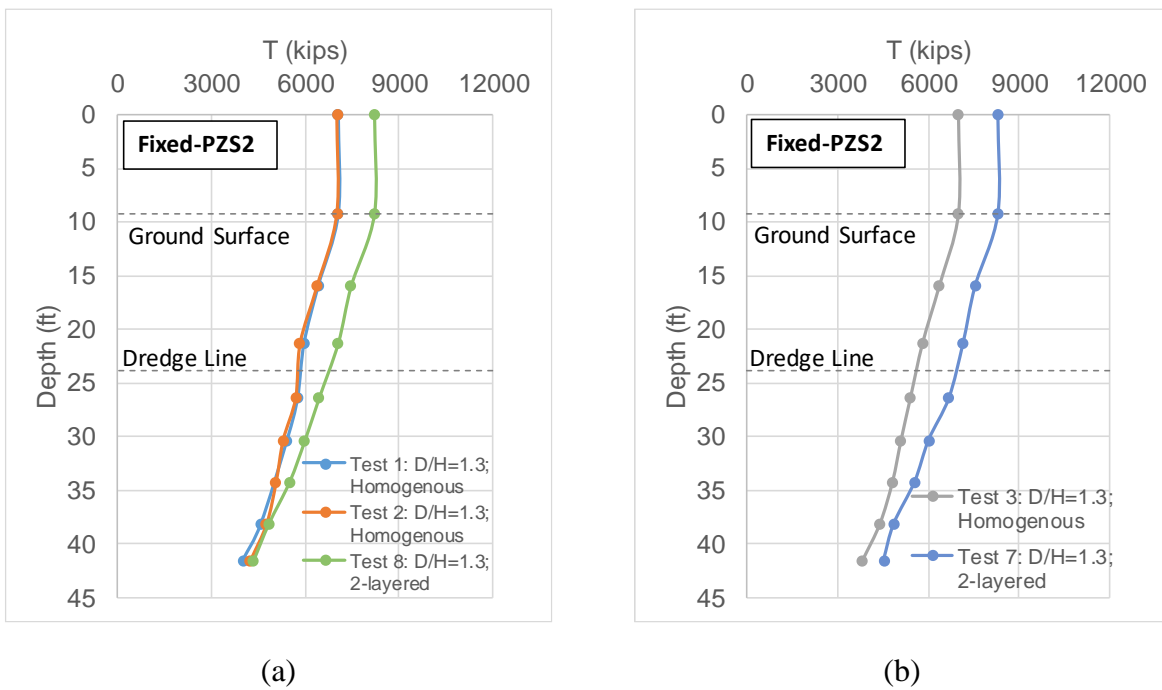 T (kips)
0 3000 6000 9000 12000
0
5
10
15
20
25
30
35
40
45
Depth (ft)
Fixed-PZS2
Ground Surface
Dredge Line
Test 1: D/H=1.3;
Homogenous
Test 2: D/H=1.3;
Homogenous
Test 8: D/H=1.3;
2-layered
(a)
T (kips)
0 3000 6000 9000 12000
0
5
10
15
20
25
30
35
40
45
Depth (ft)
Fixed-PZS2
Ground Surface
Dredge Line
Test 3: D/H=1.3;
Homogenous
Test 7: D/H=1.3;
2-layered
(b)